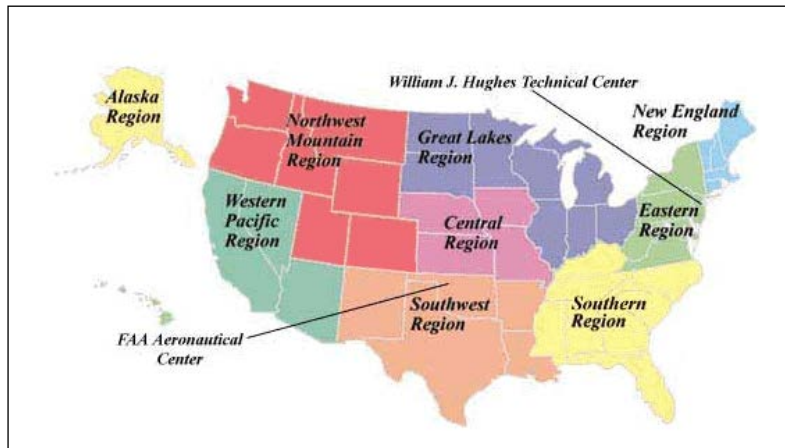 William J. Hughes Technical Center
Alaska
Region
New England
Region
Northwest
Mountain
Region
Great Lakes
Region
Western
Pacific
Region
Central
Region
Eastern
Region
Southwest
Region
Southern
Region
FAA Aeronautical
Center